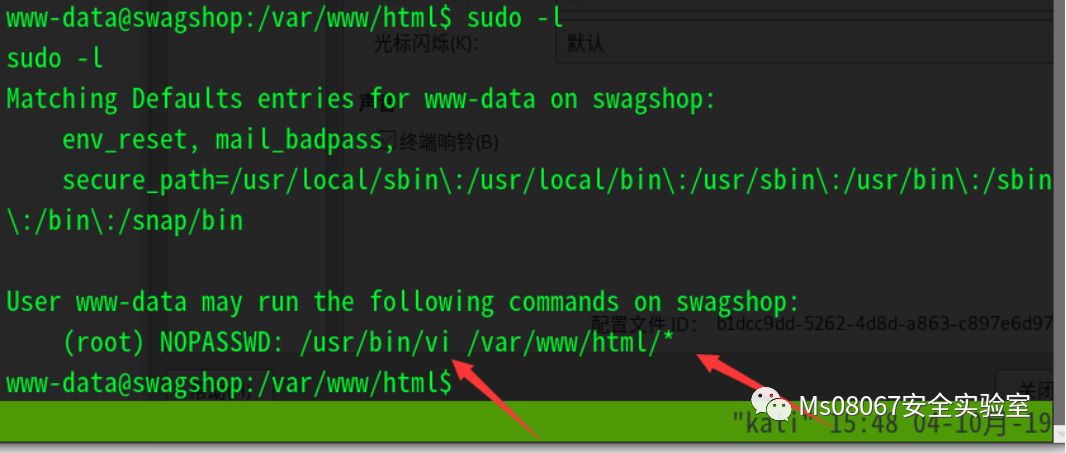 www-data@swagshop:/var/www/html$ sudo -l
光标闪烁(K): 默认
sudo -l
Matching Defaults entries for www-data on swagshop:
env_reset, mail_badpass,
终端响铃(B)
secure_path=/usr/local/sbin\:/usr/local/bin\:/usr/sbin\:/usr/bin\:/sbin
\:/bin\:/snap/bin
User www-data may run the following commands on swagshop:
配置文件 ID: b1dcc9dd-5262-4d8d-a863-c897e6d97
(root) NOPASSWD: /usr/bin/vi /var/www/html/*
www-data@swagshop:/var/www/html$
关闭
Ms08067安全实验室
"kali" 15:48 04-10月-19